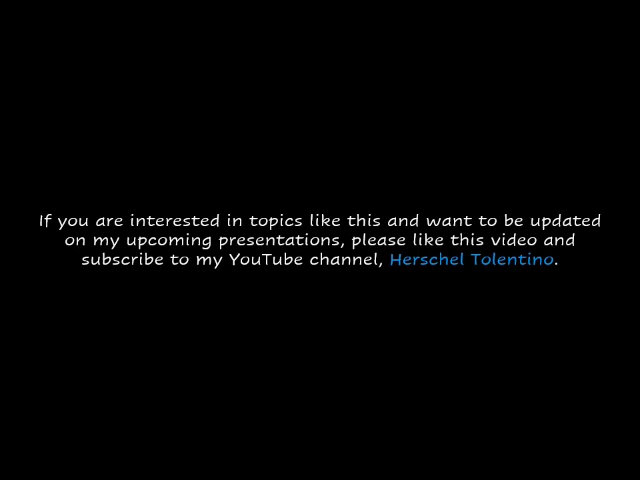 If you are interested in topics like this and want to be updated
on my upcoming presentations, please like this video and
subscribe to my YouTube channel, Herschel Tolentino.